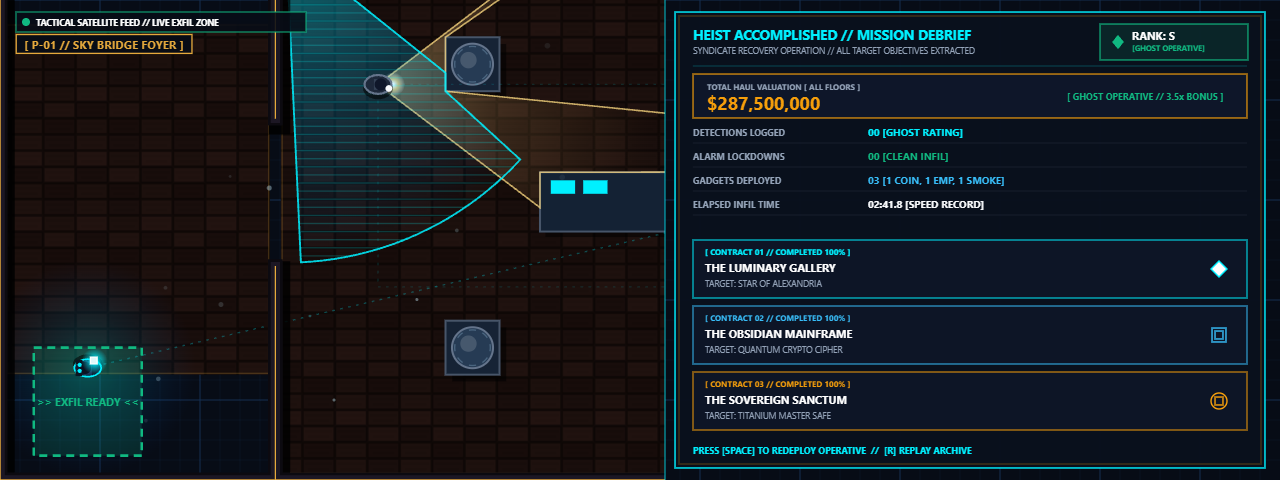 TACTICAL SATELLITE FEED // LIVE EXFIL ZONE
[ P-01 // SKY BRIDGE FOYER ]
>> EXFIL READY <<
HEIST ACCOMPLISHED // MISSION DEBRIEF
SYNDICATE RECOVERY OPERATION // ALL TARGET OBJECTIVES EXTRACTED
RANK: S
[GHOST OPERATIVE]
TOTAL HAUL VALUATION [ ALL FLOORS ]
$287,500,000
[ GHOST OPERATIVE // 3.5x BONUS ]
DETECTIONS LOGGED 00 [GHOST RATING]
ALARM LOCKDOWNS 00 [CLEAN INFIL]
GADGETS DEPLOYED 03 [1 COIN, 1 EMP, 1 SMOKE]
ELAPSED INFIL TIME 02:41.8 [SPEED RECORD]
[ CONTRACT 01 // COMPLETED 100% ]
THE LUMINARY GALLERY
TARGET: STAR OF ALEXANDRIA
[ CONTRACT 02 // COMPLETED 100% ]
THE OBSIDIAN MAINFRAME
TARGET: QUANTUM CRYPTO CIPHER
[ CONTRACT 03 // COMPLETED 100% ]
THE SOVEREIGN SANCTUM
TARGET: TITANIUM MASTER SAFE
PRESS [SPACE] TO REDEPLOY OPERATIVE // [R] REPLAY ARCHIVE